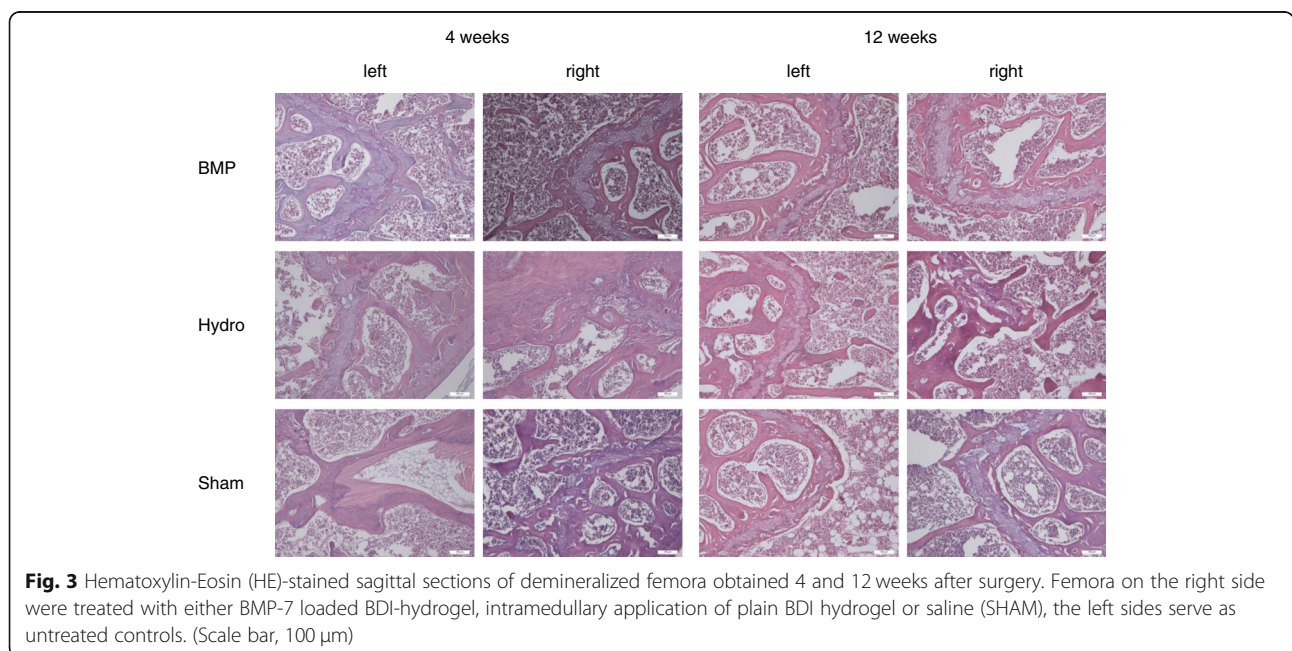 4 weeks 12 weeks
left right left right
BMP
Hydro
Sham
Fig. 3 Hematoxylin-Eosin (HE)-stained sagittal sections of demineralized femora obtained 4 and 12 weeks after surgery. Femora on the right side
were treated with either BMP-7 loaded BDI-hydrogel, intramedullary application of plain BDI hydrogel or saline (SHAM), the left sides serve as
untreated controls. (Scale bar, 100 μm)